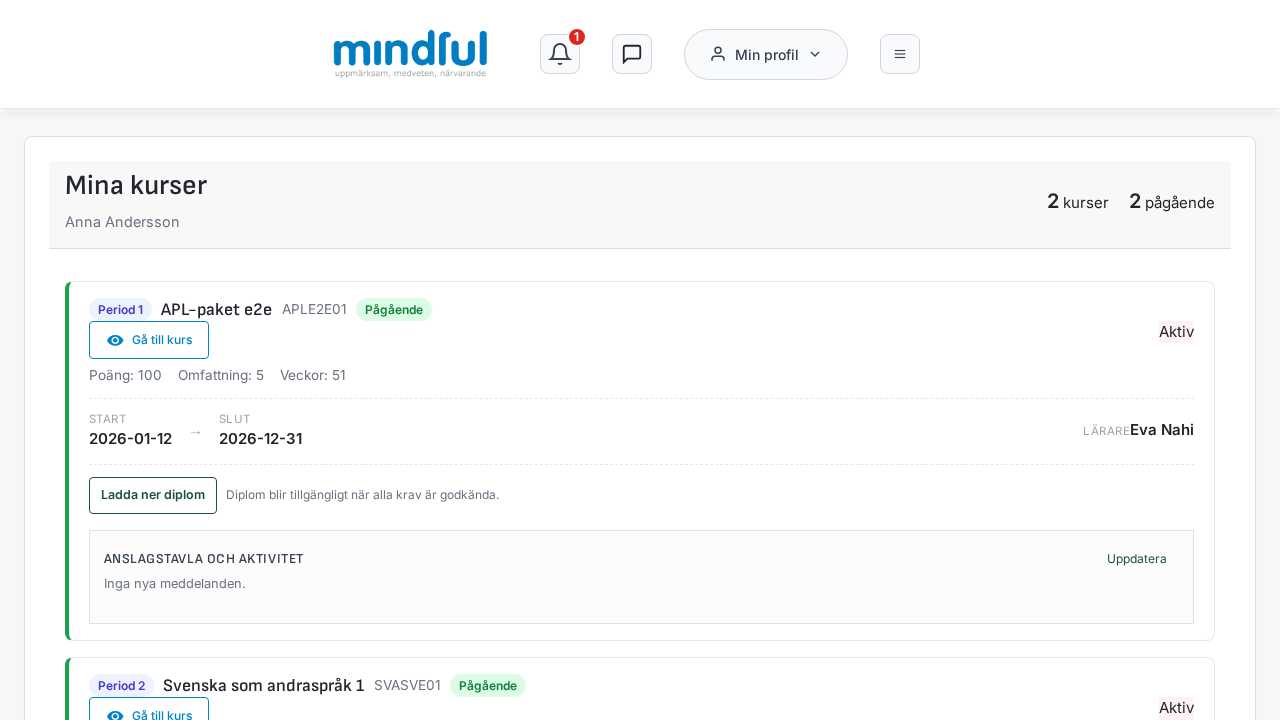 mindful
uppmärksam, medveten, närvarande
1
Min profil
Mina kurser
Anna Andersson
2 kurser 2 pågående
Period 1 APL-paket e2e APLE2E01 Pågående
Gå till kurs
Aktiv
Poäng: 100 Omfattning: 5 Veckor: 51
START
2026-01-12
→
SLUT
2026-12-31
LÄRARE Eva Nahi
Ladda ner diplom Diplom blir tillgängligt när alla krav är godkända.
ANSLAGSTAVLA OCH AKTIVITET Uppdatera
Inga nya meddelanden.
Period 2 Svenska som andraspråk 1 SVASVE01 Pågående
Gå till kurs
Aktiv